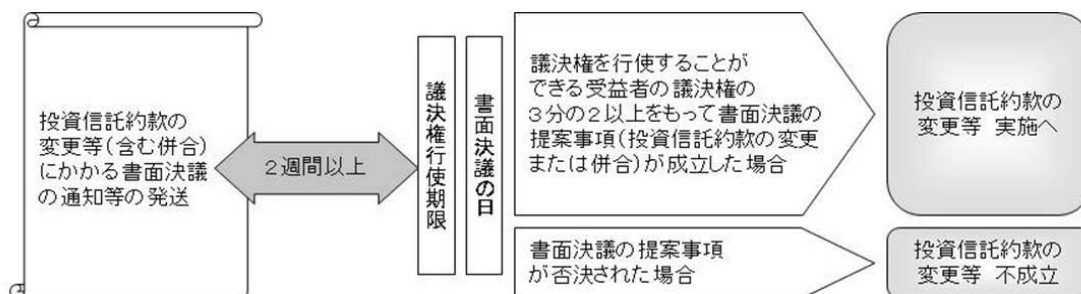 投資信託約款の
変更等(含む併合)
にかかる書面決議
の通知等の発送
2週間以上
議決権行使期限
書面決議の日
議決権を行使することが
できる受益者の議決権の
3分の2以上をもって書面決議の
提案事項(投資信託約款の変更
または併合)が成立した場合
投資信託約款の
変更等 実施へ
書面決議の提案事項
が否決された場合
投資信託約款の
変更等 不成立